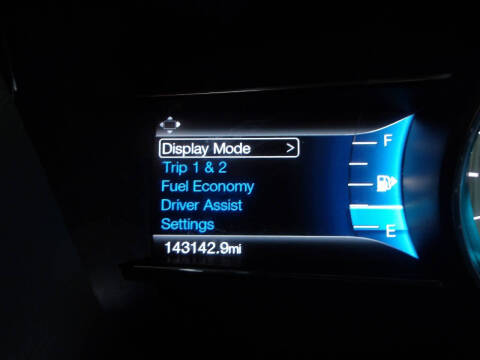 Display Mode >
F
Trip 1 & 2
Fuel Economy
Driver Assist
Settings
E
143142.9mi